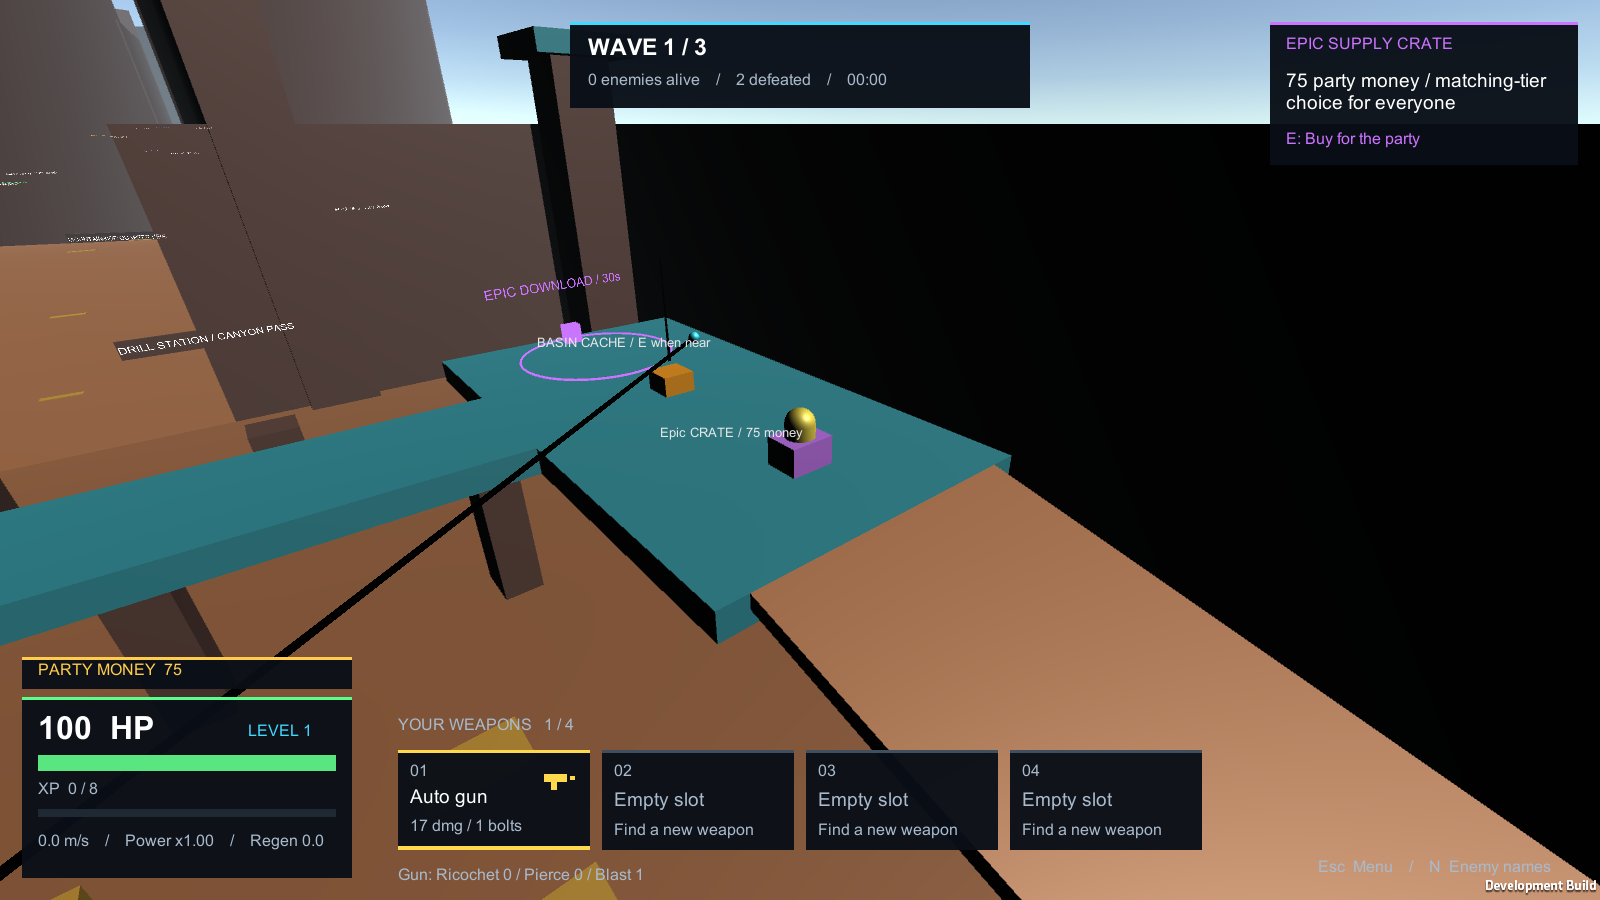 WAVE 1 / 3
0 enemies alive / 2 defeated / 00:00
EPIC SUPPLY CRATE
75 party money / matching-tier
choice for everyone
E: Buy for the party
EPIC DOWNLOAD / 30s
DRILL STATION / CANYON PASS
BASIN CACHE / E when near
Epic CRATE / 75 money
PARTY MONEY 75
100 HP
LEVEL 1
XP 0 / 8
0.0 m/s / Power x1.00 / Regen 0.0
YOUR WEAPONS 1 / 4
01
Auto gun
17 dmg / 1 bolts
02
Empty slot
Find a new weapon
03
Empty slot
Find a new weapon
04
Empty slot
Find a new weapon
Gun: Ricochet 0 / Pierce 0 / Blast 1
Esc Menu / N Enemy names
Development Build